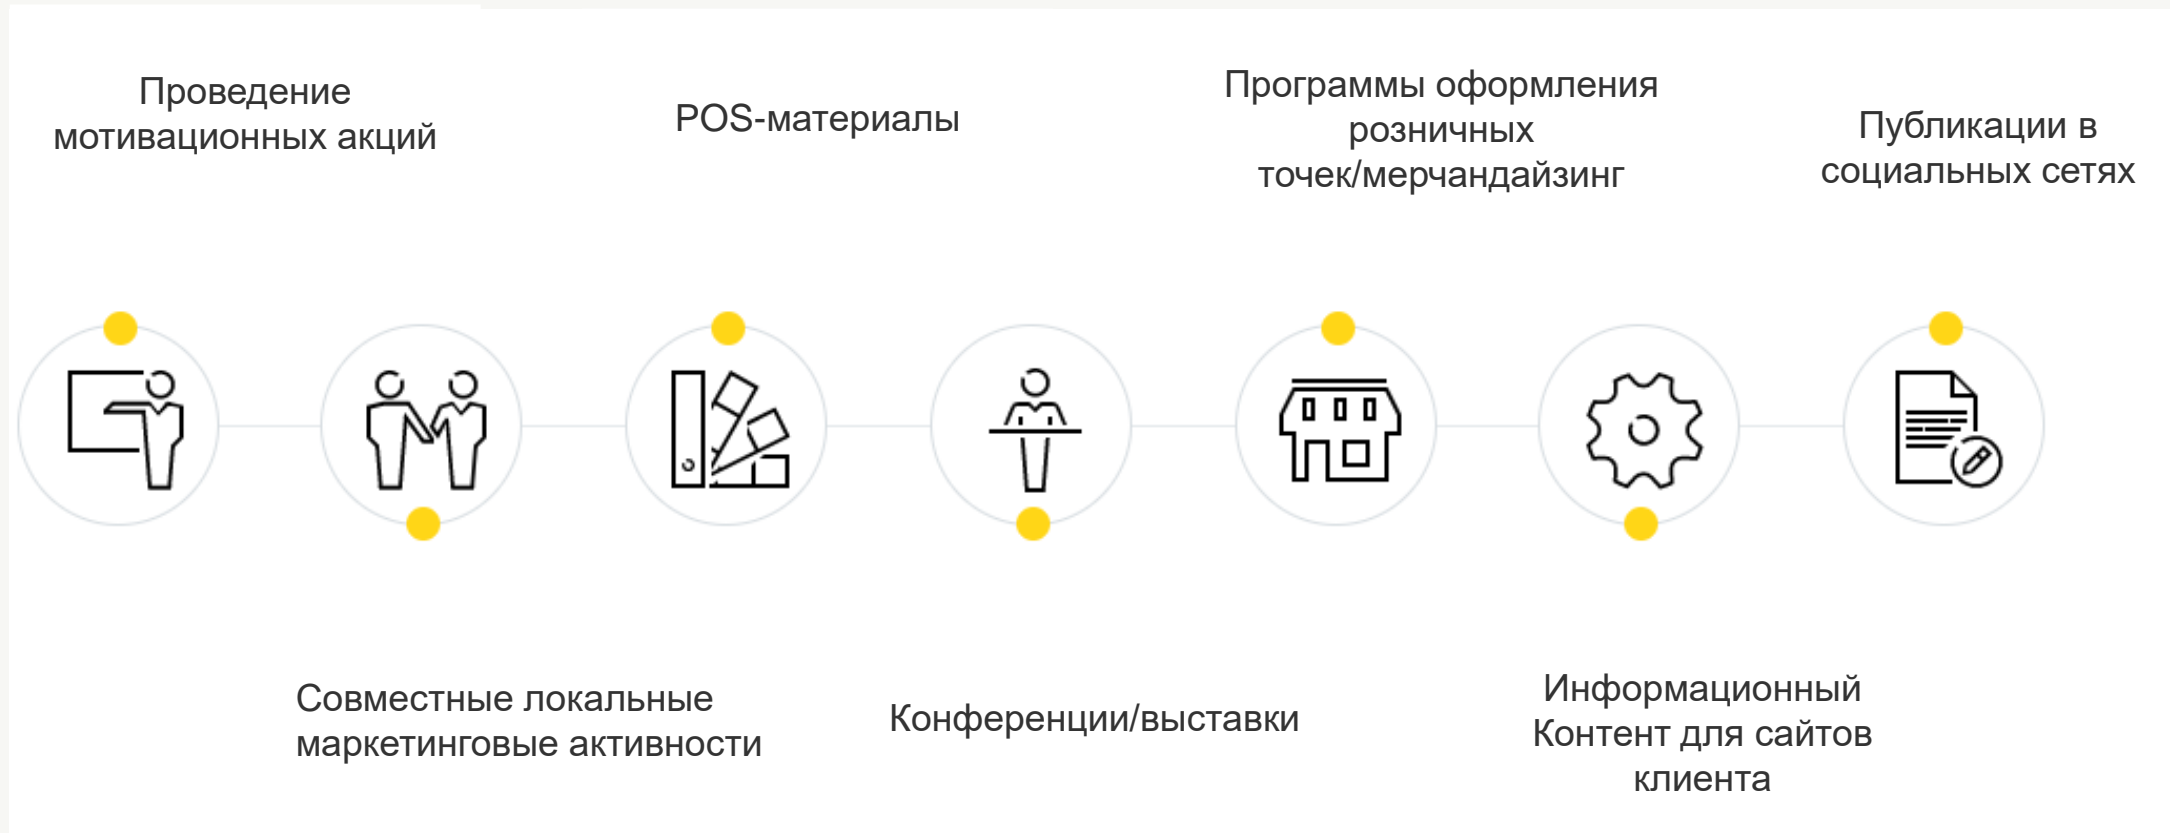 Проведение
мотивационных акций
POS-материалы
Программы оформления
розничных
точек/мерчандайзинг
Публикации в
социальных сетях
Совместные локальные
маркетинговые активности
Конференции/выставки
Информационный
Контент для сайтов
клиента